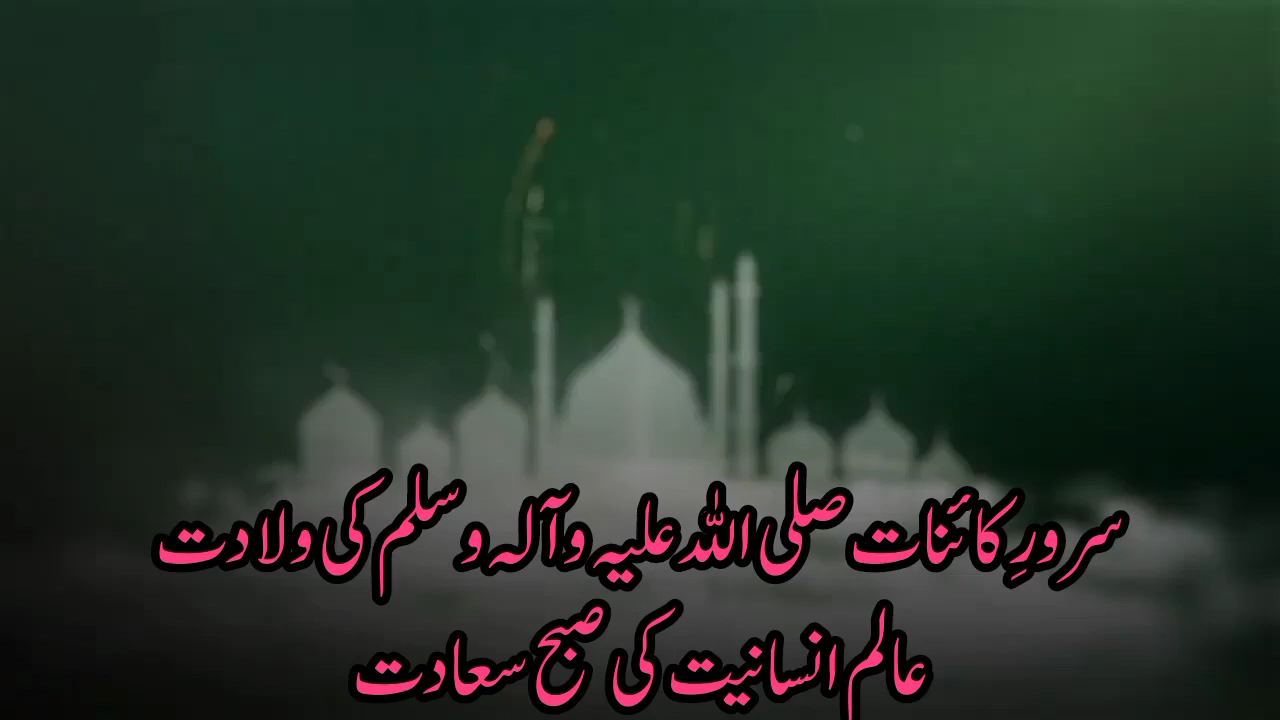 سرورِ کائنات صلی اللہ علیہ وآلہ وسلم کی ولادت
عالم انسانیت کی صبح سعادت